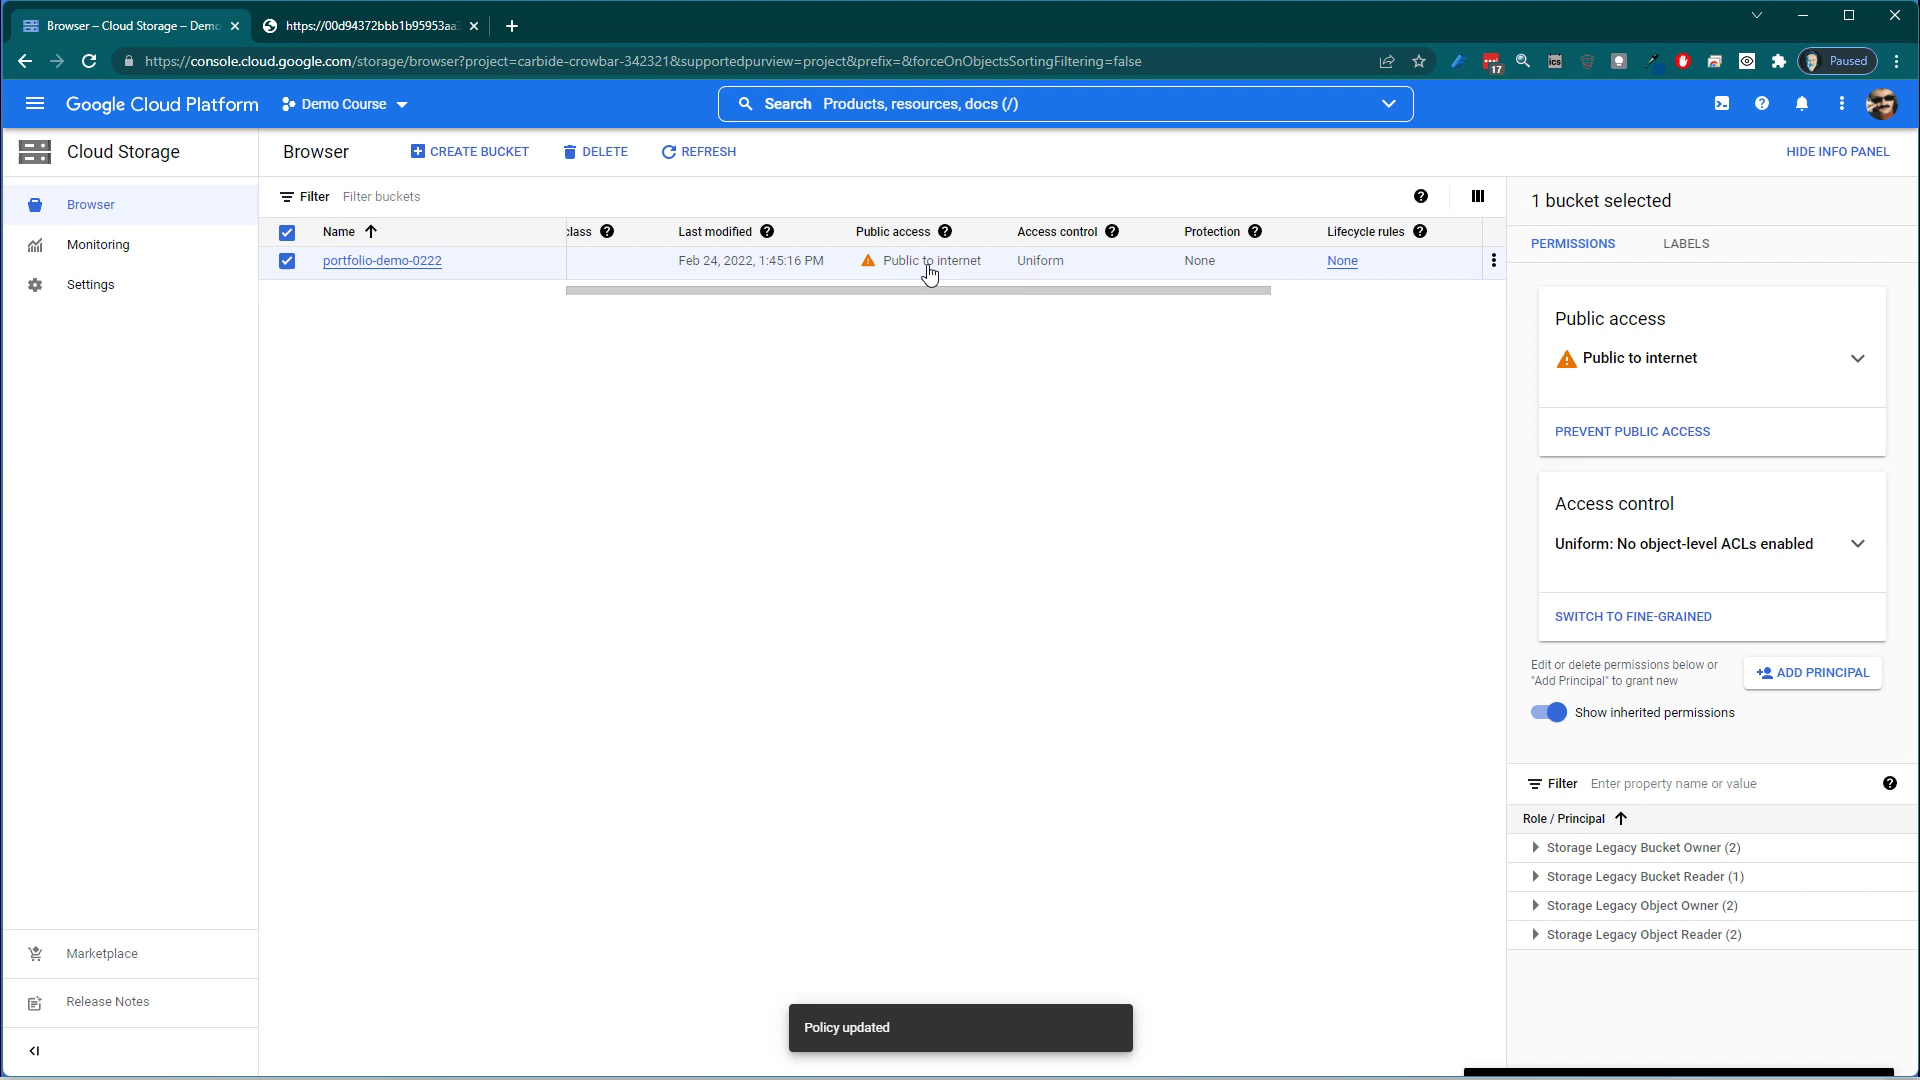 Browser – Cloud Storage – Demo
https://00d94372bbb1b95953aa
https://console.cloud.google.com/storage/browser?project=carbide-crowbar-342321&supportedpurview=project&prefix=&forceOnObjectsSortingFiltering=false
17
ics
Paused
Google Cloud Platform
Demo Course
Search Products, resources, docs (/)
Cloud Storage
Browser
CREATE BUCKET
DELETE
REFRESH
HIDE INFO PANEL
Browser
Monitoring
Settings
Marketplace
Release Notes
Filter Filter buckets
Name
class
Last modified
Public access
Access control
Protection
Lifecycle rules
portfolio-demo-0222
Feb 24, 2022, 1:45:16 PM
Public to internet
Uniform
None
None
1 bucket selected
PERMISSIONS
LABELS
Public access
Public to internet
PREVENT PUBLIC ACCESS
Access control
Uniform: No object-level ACLs enabled
SWITCH TO FINE-GRAINED
Edit or delete permissions below or
"Add Principal" to grant new
ADD PRINCIPAL
Show inherited permissions
Filter Enter property name or value
Role / Principal
Storage Legacy Bucket Owner (2)
Storage Legacy Bucket Reader (1)
Storage Legacy Object Owner (2)
Storage Legacy Object Reader (2)
Policy updated